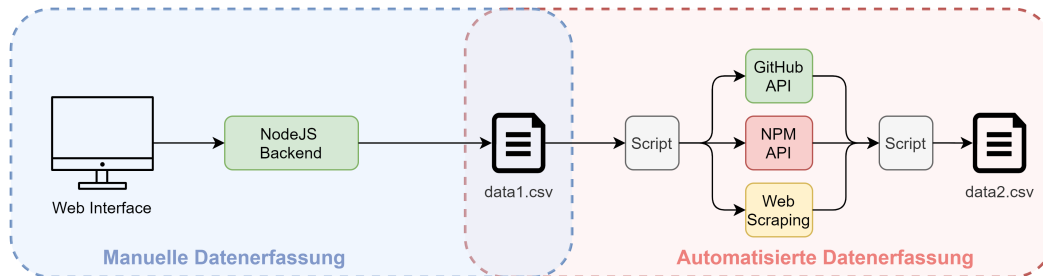 Web Interface
NodeJS
Backend
data1.csv
Script
GitHub
API
NPM
API
Web
Scraping
Script
data2.csv
Manuelle Datenerfassung
Automatisierte Datenerfassung